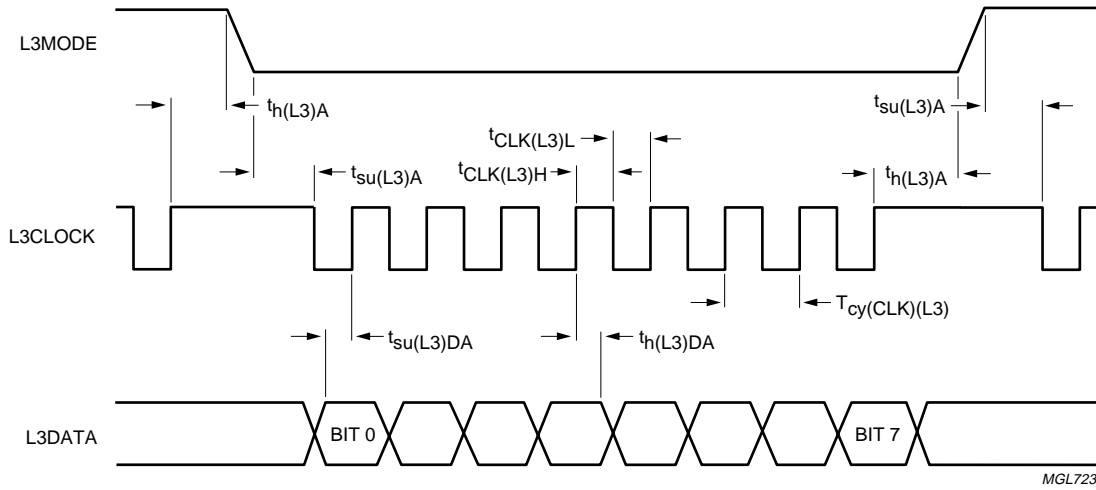 L3MODE
th(L3)A
tsu(L3)A
tCLK(L3)L
tsu(L3)A
tCLK(L3)H
th(L3)A
L3CLOCK
Tcy(CLK)(L3)
tsu(L3)DA
th(L3)DA
L3DATA
BIT 0
BIT 7
MGL723